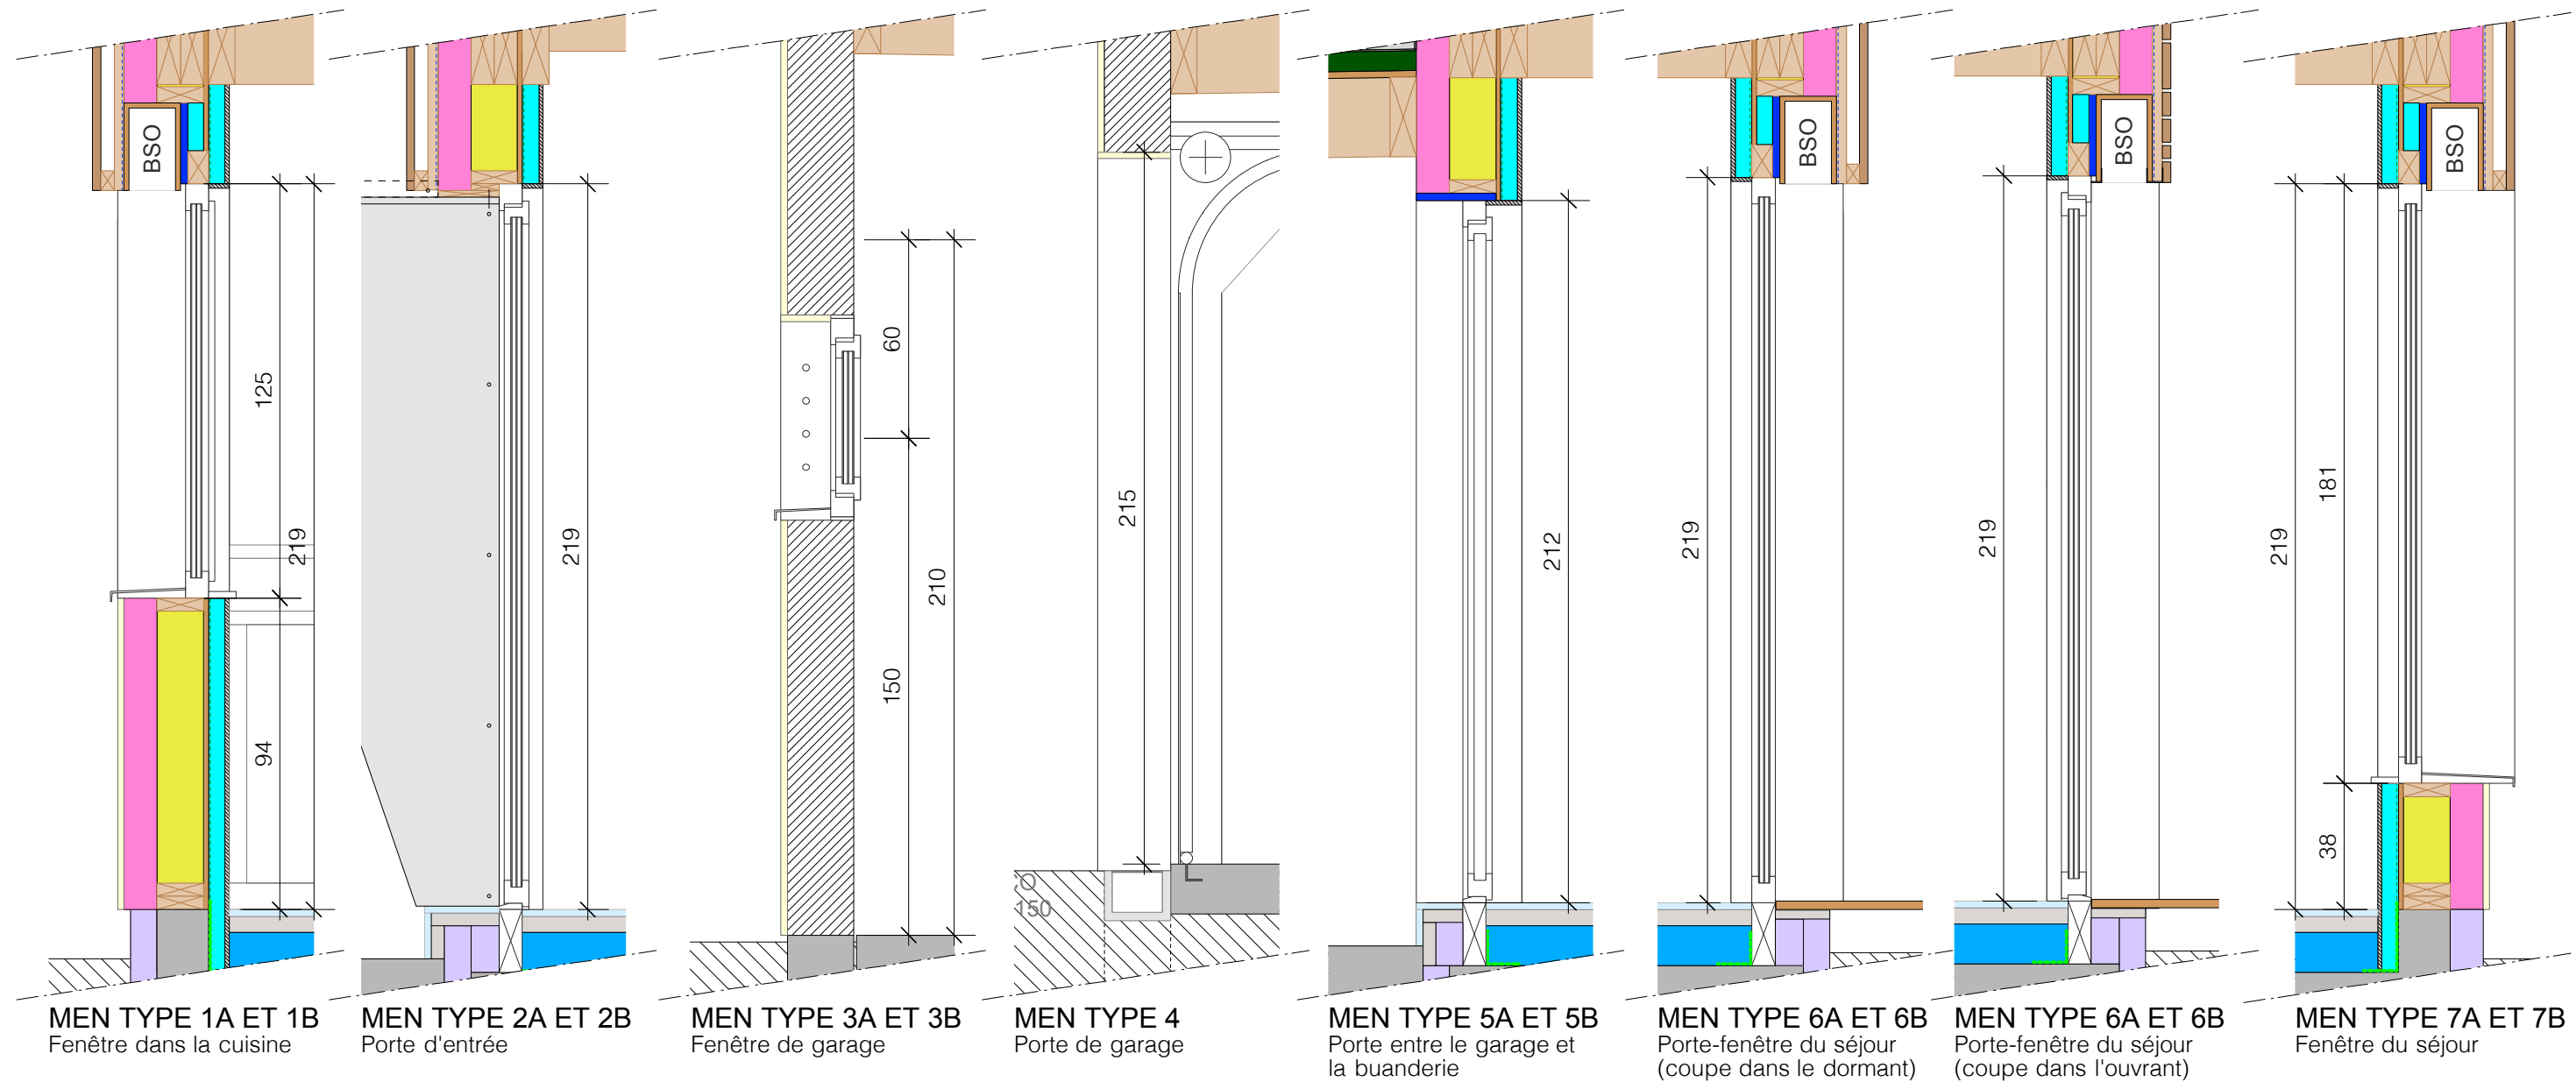 BSO
125
219
94
MEN TYPE 1A ET 1B
Fenêtre dans la cuisine
219
MEN TYPE 2A ET 2B
Porte d'entrée
60
150
210
MEN TYPE 3A ET 3B
Fenêtre de garage
215
150
MEN TYPE 4
Porte de garage
212
MEN TYPE 5A ET 5B
Porte entre le garage et
la buanderie
BSO
219
MEN TYPE 6A ET 6B
Porte-fenêtre du séjour
(coupe dans le dormant)
BSO
219
MEN TYPE 6A ET 6B
Porte-fenêtre du séjour
(coupe dans l'ouvrant)
BSO
219
181
38
MEN TYPE 7A ET 7B
Fenêtre du séjour